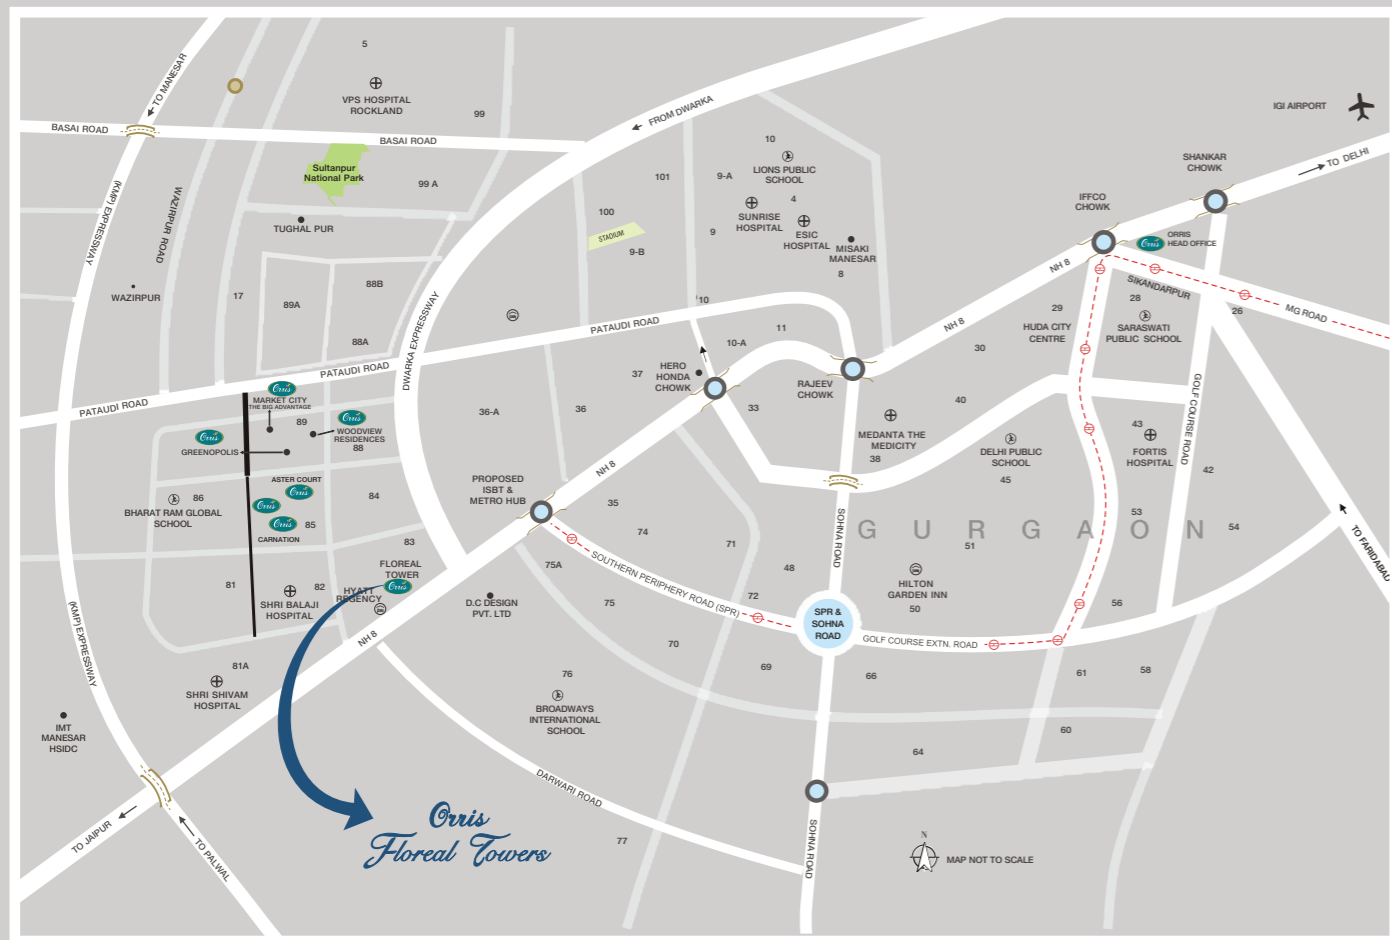 5
VPS HOSPITAL
ROCKLAND
99
TO MANESAR
BASAI ROAD
BASAI ROAD
FROM DWARKA
IGI AIRPORT
SHANKAR
CHOWK
TO DELHI
IFFCO
CHOWK
Orris
ORRIS
HEAD OFFICE
10
LIONS PUBLIC
SCHOOL
101
9-A
4
SUNRISE
HOSPITAL
ESIC
HOSPITAL
MISAKI
MANESAR
8
9
100
STADIUM
9-B
10
Sultanpur
National Park
99 A
TUGHAL PUR
(KMP) EXPRESSWAY
WAZIRPUR ROAD
WAZIRPUR
17
89A
88B
88A
DWARKA EXPRESSWAY
PATAUDI ROAD
PATAUDI ROAD
PATAUDI ROAD
11
10-A
NH 8
NH 8
SIKANDARPUR
28
29
26
MG ROAD
HUDA CITY
CENTRE
SARASWATI
PUBLIC SCHOOL
30
HERO
HONDA
CHOWK
37
RAJEEV
CHOWK
33
40
36-A
36
Orris
MARKET CITY
THE BIG ADVANTAGE
89
Orris
WOODVIEW
RESIDENCES
88
Orris
GREENOPOLIS
ASTER COURT
Orris
Orris
Orris
CARNATION
85
84
86
BHARAT RAM GLOBAL
SCHOOL
MEDANTA THE
MEDICITY
38
DELHI PUBLIC
SCHOOL
45
43
FORTIS
HOSPITAL
GOLF COURSE ROAD
42
PROPOSED
ISBT &
METRO HUB
NH 8
35
74
71
SOHNA ROAD
GURGAON
51
53
54
TO FARIDABAD
83
FLOREAL
TOWER
Orris
HYATT
REGENCY
81
82
SHRI BALAJI
HOSPITAL
NH 8
75A
75
D.C DESIGN
PVT. LTD
SOUTHERN PERIPHERY ROAD (SPR)
48
72
HILTON
GARDEN INN
50
56
SPR &
SOHNA
ROAD
GOLF COURSE EXTN. ROAD
70
69
66
61
58
76
BROADWAYS
INTERNATIONAL
SCHOOL
(KMP) EXPRESSWAY
81A
SHRI SHIVAM
HOSPITAL
IMT
MANESAR
HSIDC
60
64
DARWARI ROAD
77
SOHNA ROAD
TO JAIPUR
TO PALWAL
Orris
Floreal Towers
N
MAP NOT TO SCALE